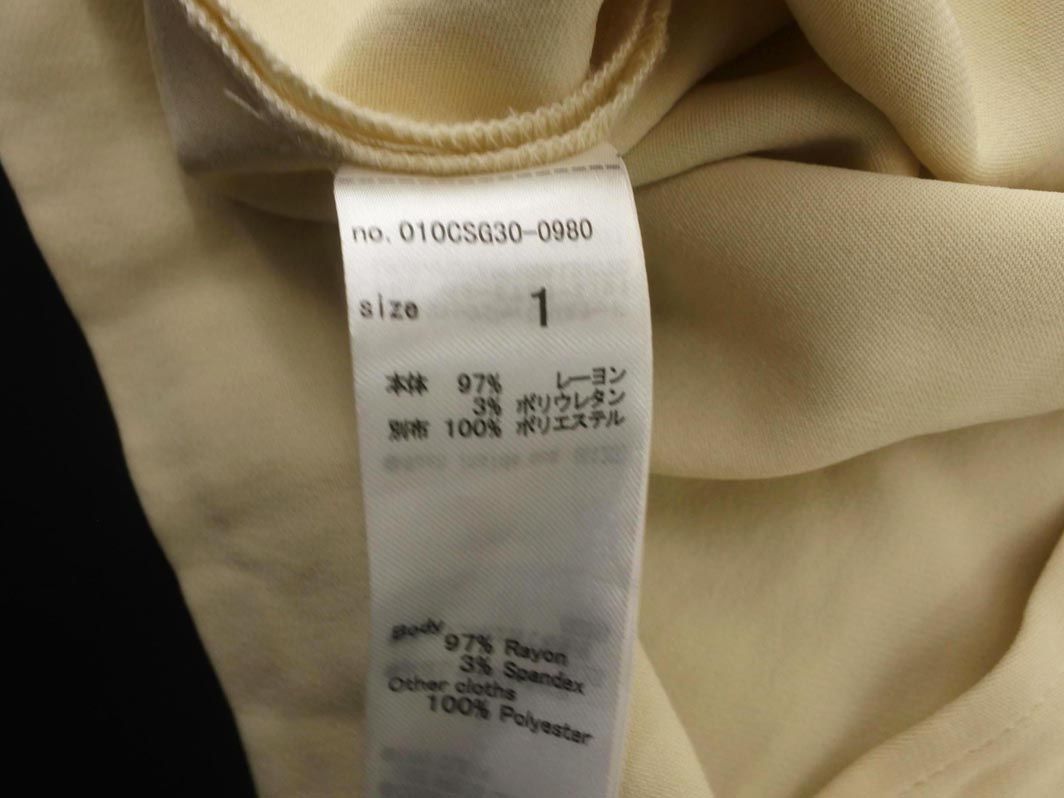 no. 010CSG30-0980
size 1
本体 97% レーヨン
3% ポリウレタン
別布 100% ポリエステル
Body
97% Rayon
3% Spandex
Other cloths
100% Polyester